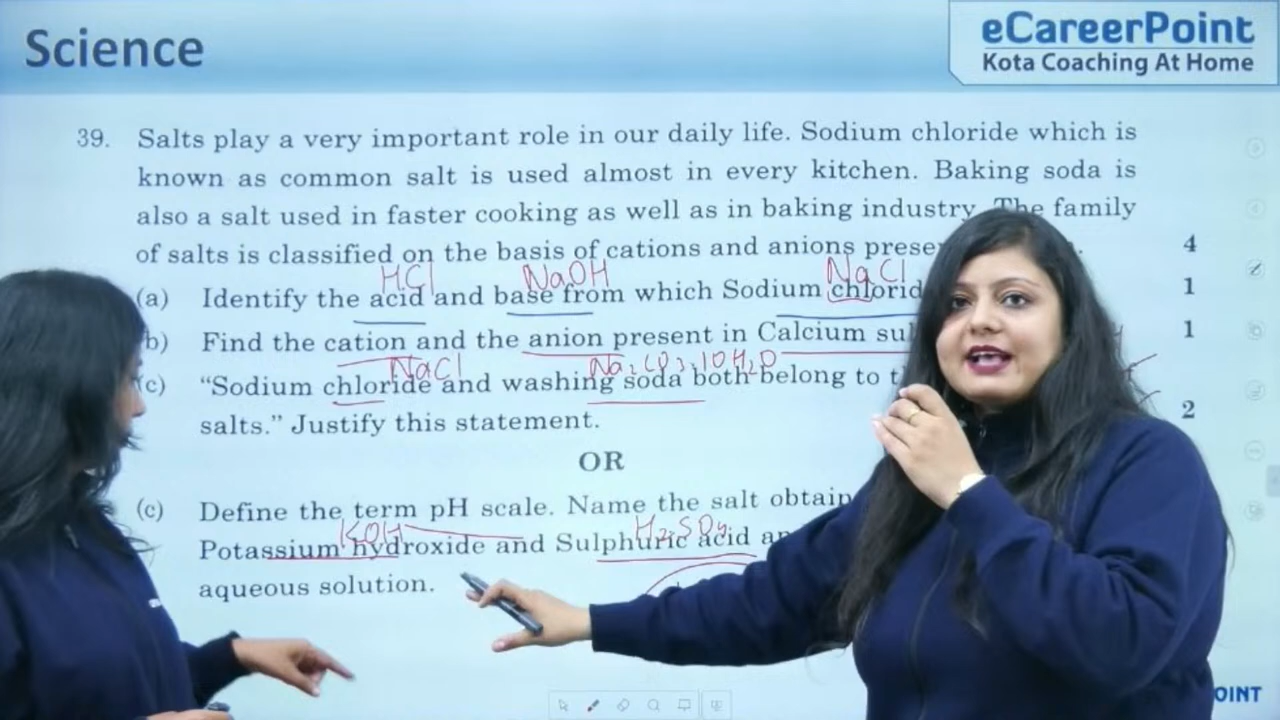 Science
eCareerPoint
Kota Coaching At Home
39. Salts play a very important role in our daily life. Sodium chloride which is
known as common salt is used almost in every kitchen. Baking soda is
also a salt used in faster cooking as well as in baking industry. The family
of salts is classified on the basis of cations and anions prese
4
HCl NaOH NaCl
(a) Identify the acid and base from which Sodium chlorid
1
(b) Find the cation and the anion present in Calcium sul
1
NaCl Na2CO3.10H2O
(c) “Sodium chloride and washing soda both belong to t
salts.” Justify this statement.
2
OR
(c) Define the term pH scale. Name the salt obtain
KOH H2SO4
Potassium hydroxide and Sulphuric acid an
aqueous solution.
OINT